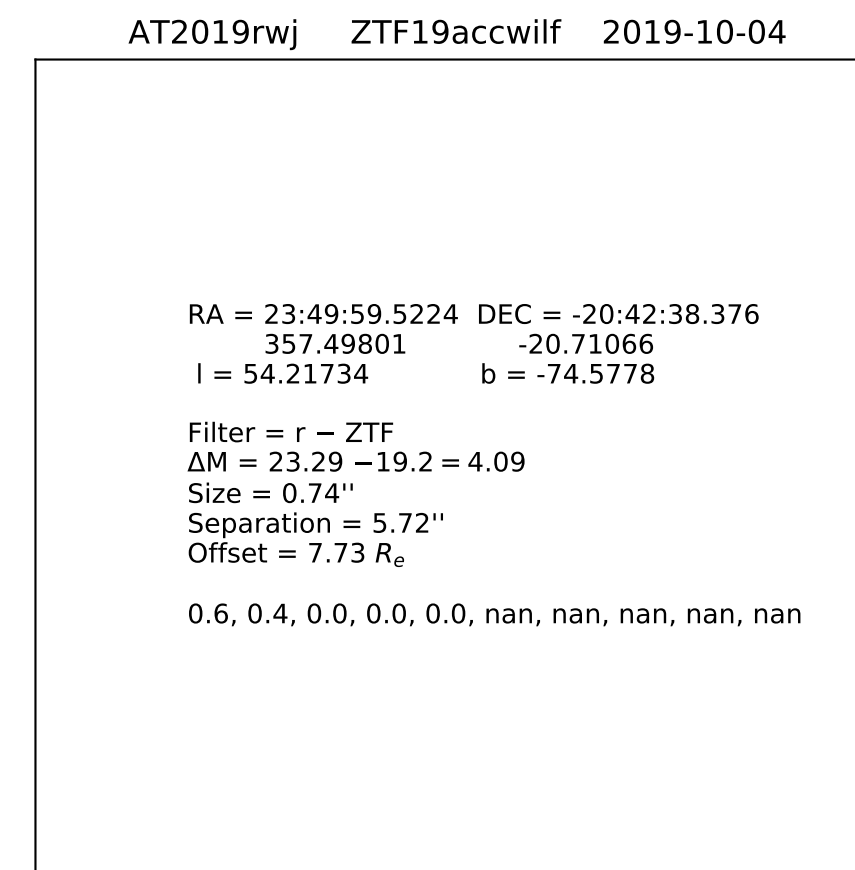 AT2019rwj ZTF19accwilf 2019-10-04
RA = 23:49:59.5224 DEC = -20:42:38.376
357.49801 -20.71066
l = 54.21734 b = -74.5778
Filter = r − ZTF
ΔM = 23.29 −19.2 = 4.09
Size = 0.74''
Separation = 5.72''
Offset = 7.73 Rₑ
0.6, 0.4, 0.0, 0.0, 0.0, nan, nan, nan, nan, nan